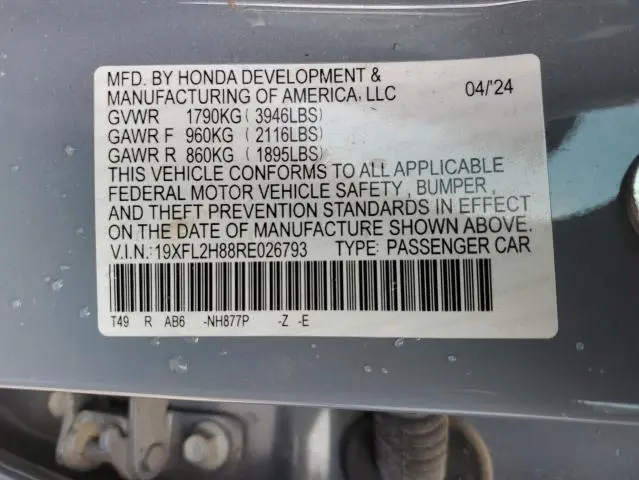 MFD. BY HONDA DEVELOPMENT &
MANUFACTURING OF AMERICA, LLC 04/'24
GVWR 1790KG ( 3946LBS)
GAWR F 960KG ( 2116LBS)
GAWR R 860KG ( 1895LBS)
THIS VEHICLE CONFORMS TO ALL APPLICABLE
FEDERAL MOTOR VEHICLE SAFETY , BUMPER ,
AND THEFT PREVENTION STANDARDS IN EFFECT
ON THE DATE OF MANUFACTURE SHOWN ABOVE.
V.I.N.:19XFL2H88RE026793 TYPE: PASSENGER CAR
T49 R AB6 -NH877P -Z -E